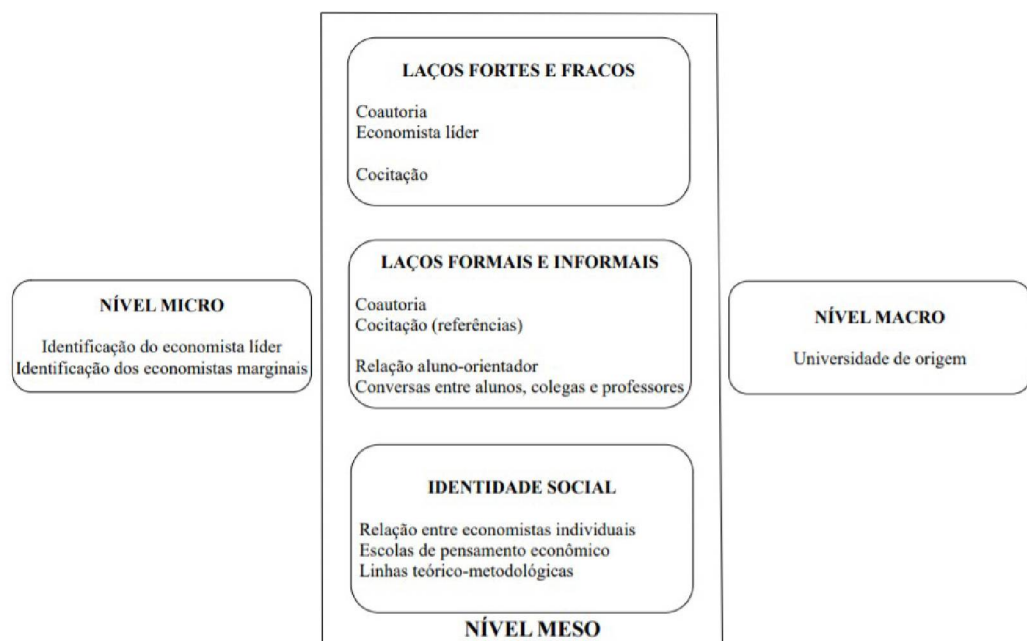 LAÇOS FORTES E FRACOS
Coautoria
Economista líder
Cocitação
LAÇOS FORMAIS E INFORMAIS
Coautoria
Cocitação (referências)
Relação aluno-orientador
Conversas entre alunos, colegas e professores
IDENTIDADE SOCIAL
Relação entre economistas individuais
Escolas de pensamento econômico
Linhas teórico-metodológicas
NÍVEL MESO
NÍVEL MICRO
Identificação do economista líder
Identificação dos economistas marginais
NÍVEL MACRO
Universidade de origem